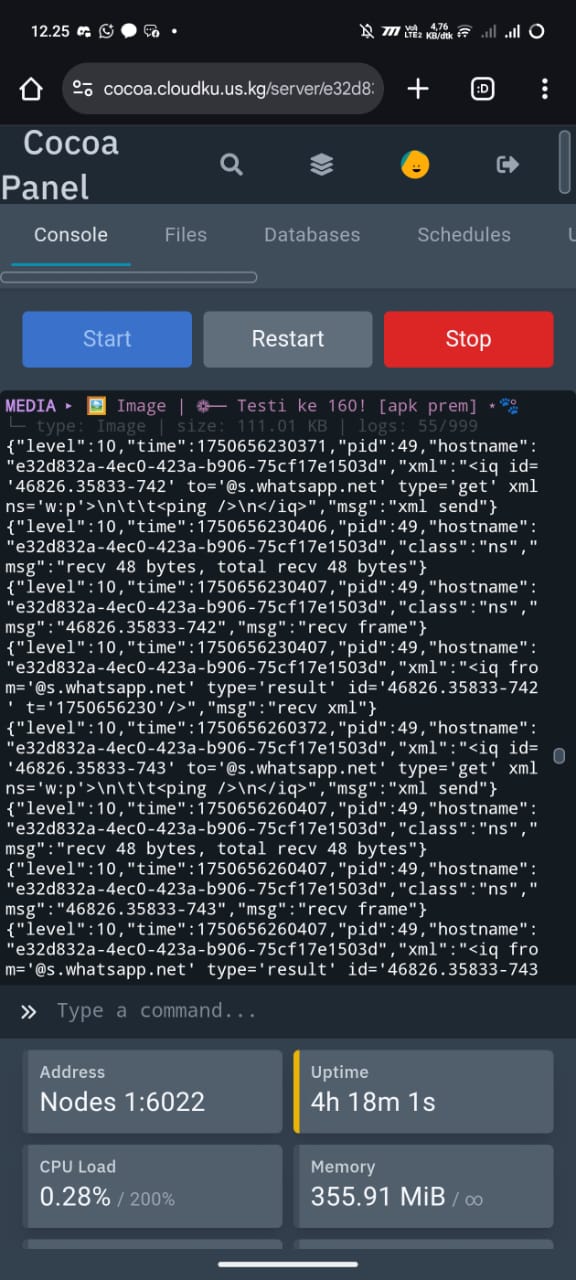 12.25
VoD
LTE2
4,76
KB/dtk
cocoa.cloudku.us.kg/server/e32d8
:D
Cocoa
Panel
Console Files Databases Schedules
Start Restart Stop
MEDIA ▸ 🖼️ Image | ❁── Testi ke 160! [apk prem] ⋆🐾
└─ type: Image | size: 111.01 KB | logs: 55/999
{"level":10,"time":1750656230371,"pid":49,"hostname":
"e32d832a-4ec0-423a-b906-75cf17e1503d","xml":"<iq id=
'46826.35833-742' to='@s.whatsapp.net' type='get' xml
ns='w:p'>\n\t\t<ping />\n</iq>","msg":"xml send"}
{"level":10,"time":1750656230406,"pid":49,"hostname":
"e32d832a-4ec0-423a-b906-75cf17e1503d","class":"ns","
msg":"recv 48 bytes, total recv 48 bytes"}
{"level":10,"time":1750656230407,"pid":49,"hostname":
"e32d832a-4ec0-423a-b906-75cf17e1503d","class":"ns","
msg":"46826.35833-742","msg":"recv frame"}
{"level":10,"time":1750656230407,"pid":49,"hostname":
"e32d832a-4ec0-423a-b906-75cf17e1503d","xml":"<iq fro
m='@s.whatsapp.net' type='result' id='46826.35833-742
' t='1750656230'/>","msg":"recv xml"}
{"level":10,"time":1750656260372,"pid":49,"hostname":
"e32d832a-4ec0-423a-b906-75cf17e1503d","xml":"<iq id=
'46826.35833-743' to='@s.whatsapp.net' type='get' xml
ns='w:p'>\n\t\t<ping />\n</iq>","msg":"xml send"}
{"level":10,"time":1750656260407,"pid":49,"hostname":
"e32d832a-4ec0-423a-b906-75cf17e1503d","class":"ns","
msg":"recv 48 bytes, total recv 48 bytes"}
{"level":10,"time":1750656260407,"pid":49,"hostname":
"e32d832a-4ec0-423a-b906-75cf17e1503d","class":"ns","
msg":"46826.35833-743","msg":"recv frame"}
{"level":10,"time":1750656260407,"pid":49,"hostname":
"e32d832a-4ec0-423a-b906-75cf17e1503d","xml":"<iq fro
m='@s.whatsapp.net' type='result' id='46826.35833-743
Type a command...
Address
Nodes 1:6022
Uptime
4h 18m 1s
CPU Load
0.28% / 200%
Memory
355.91 MiB / ∞